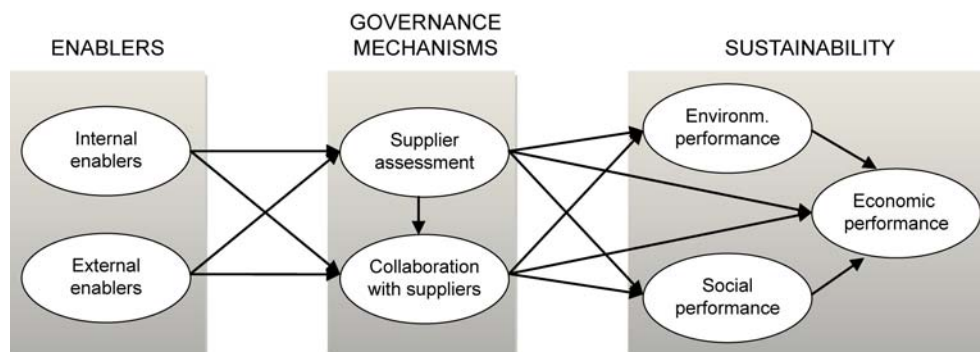 ENABLERS
GOVERNANCE
MECHANISMS
SUSTAINABILITY
Internal
enablers
External
enablers
Supplier
assessment
Collaboration
with suppliers
Environm.
performance
Economic
performance
Social
performance